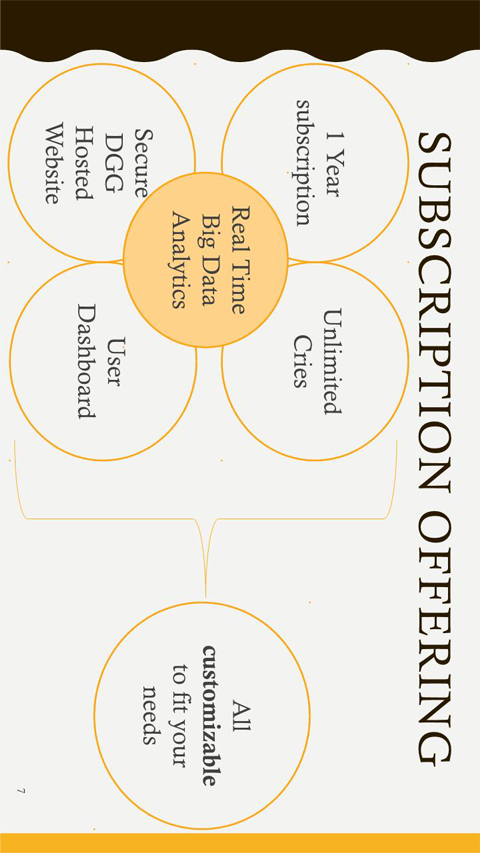 SUBSCRIPTION OFFERING
1 Year
subscription
Unlimited
Cries
Real Time
Big Data
Analytics
Secure
DGG
Hosted
Website
User
Dashboard
All
customizable
to fit your
needs
7